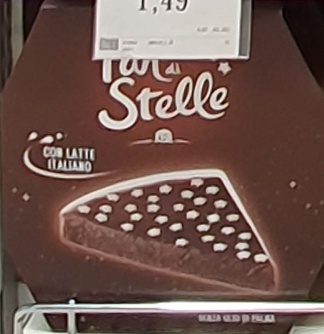 1,49
Pan di
Stelle
CON LATTE
ITALIANO
SENZA OLIO DI PALMA